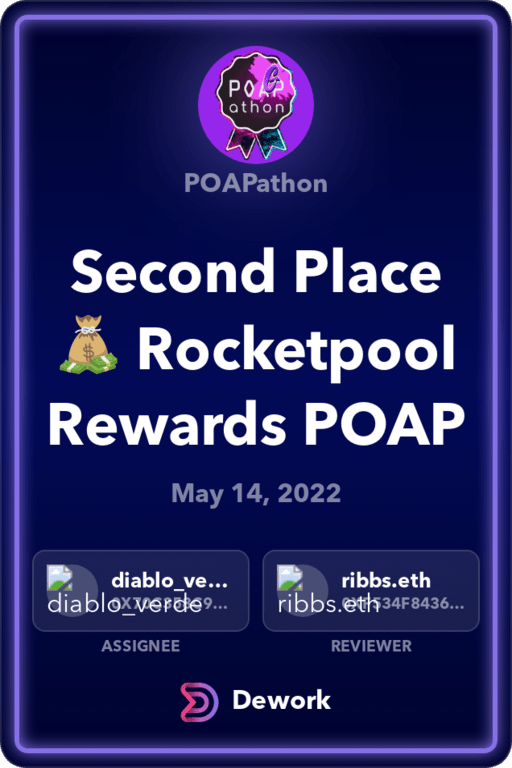 POAP
athon
POAPathon
Second Place
💰 Rocketpool
Rewards POAP
May 14, 2022
diablo_ve...
diablo_verde
ASSIGNEE
ribbs.eth
ribbs.eth
REVIEWER
Dework